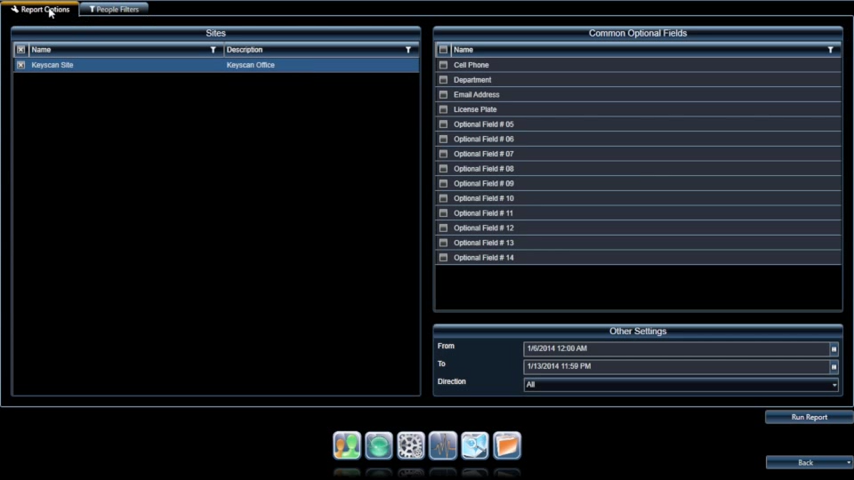 Report Options
People Filters
Sites
Name Description
Keyscan Site Keyscan Office
Common Optional Fields
Name
Cell Phone
Department
Email Address
License Plate
Optional Field # 05
Optional Field # 06
Optional Field # 07
Optional Field # 08
Optional Field # 09
Optional Field # 10
Optional Field # 11
Optional Field # 12
Optional Field # 13
Optional Field # 14
Other Settings
From 1/6/2014 12:00 AM
To 1/13/2014 11:59 PM
Direction All
Run Report
Back